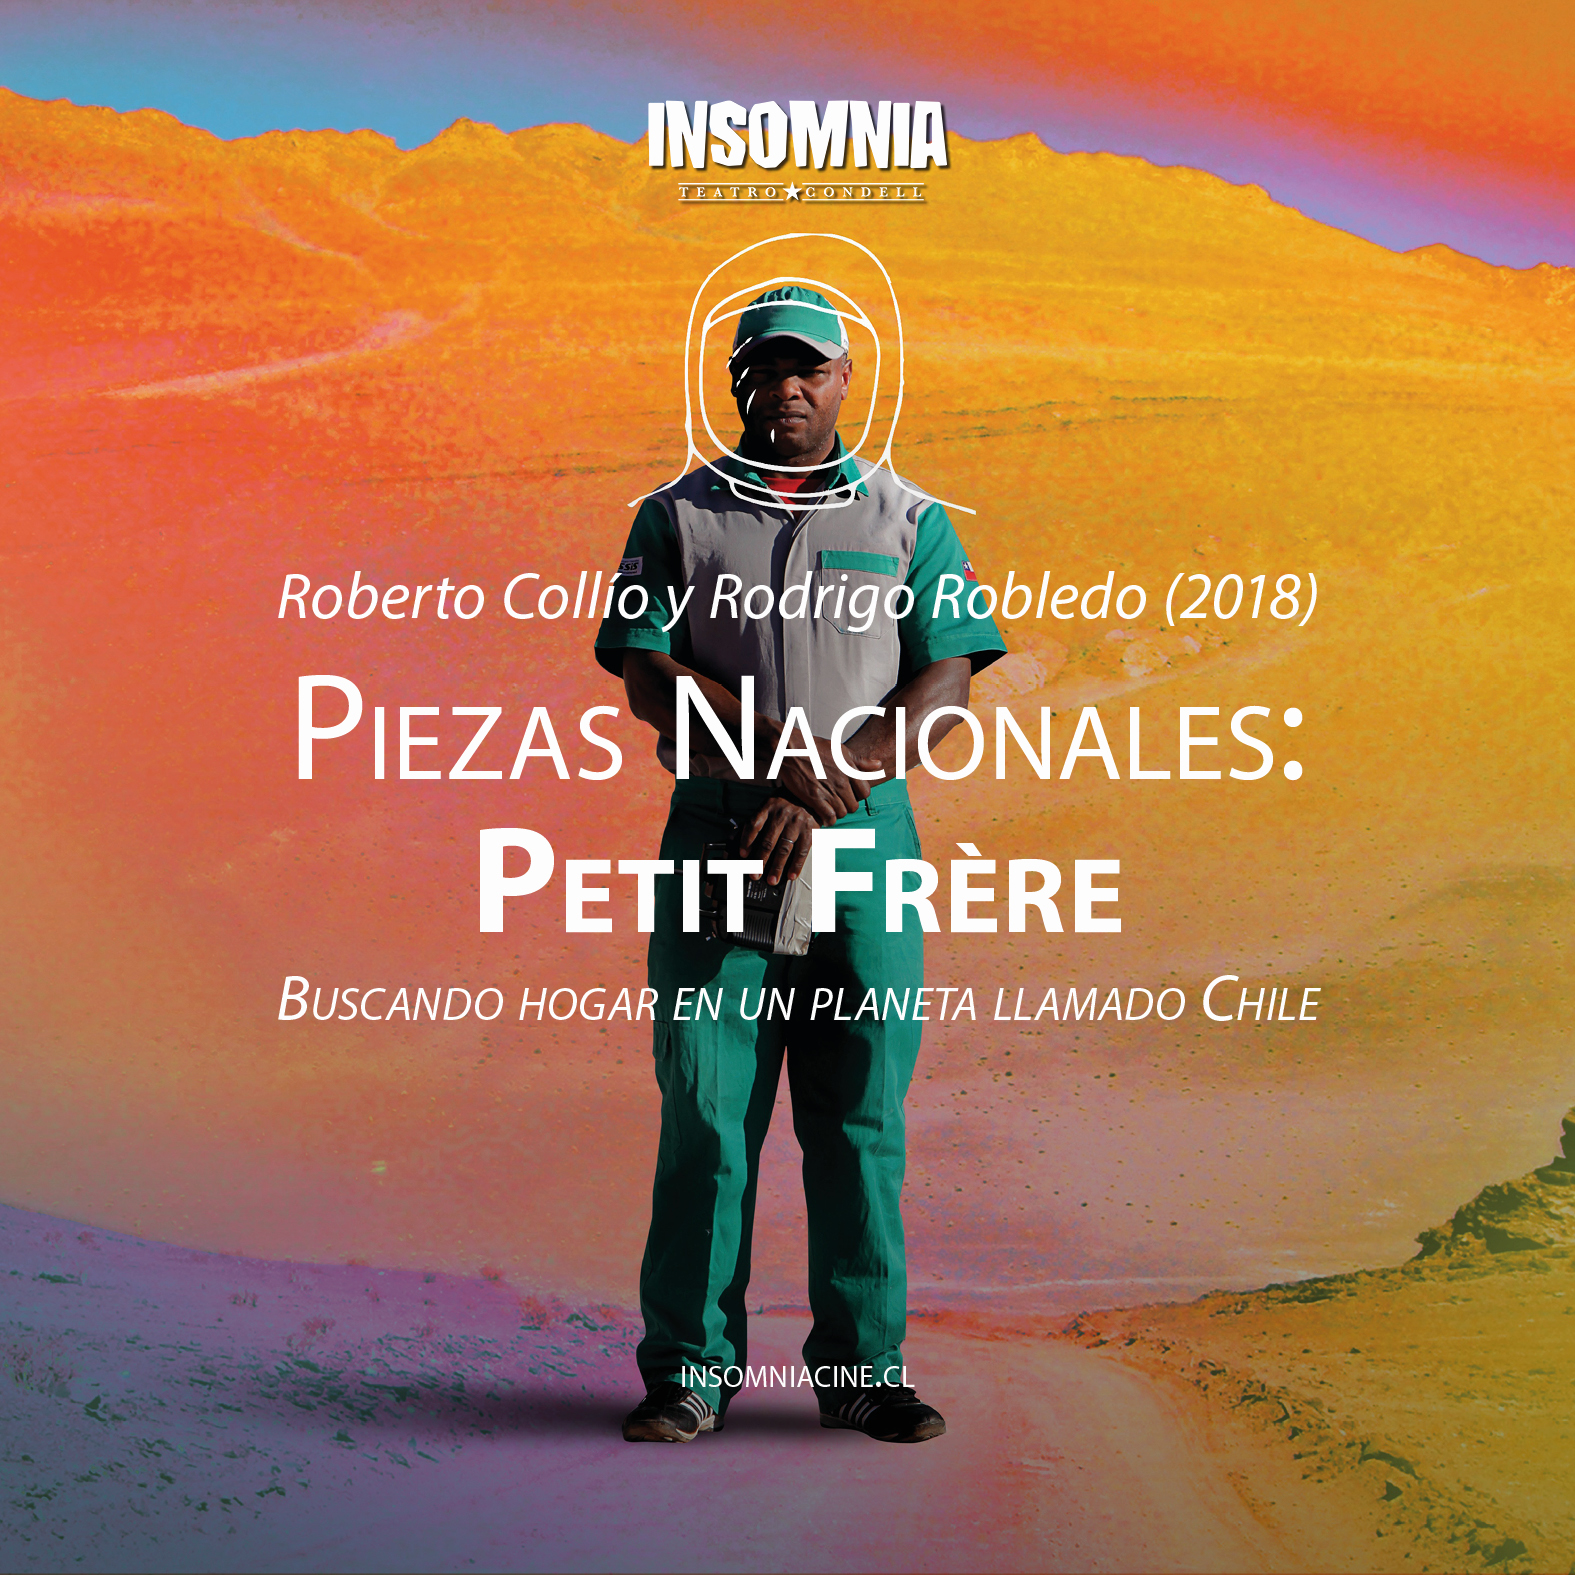 INSOMNIA
TEATRO★CONDELL
Roberto Collío y Rodrigo Robledo (2018)
Piezas Nacionales:
Petit Frère
Buscando hogar en un planeta llamado Chile
insomniacine.cl